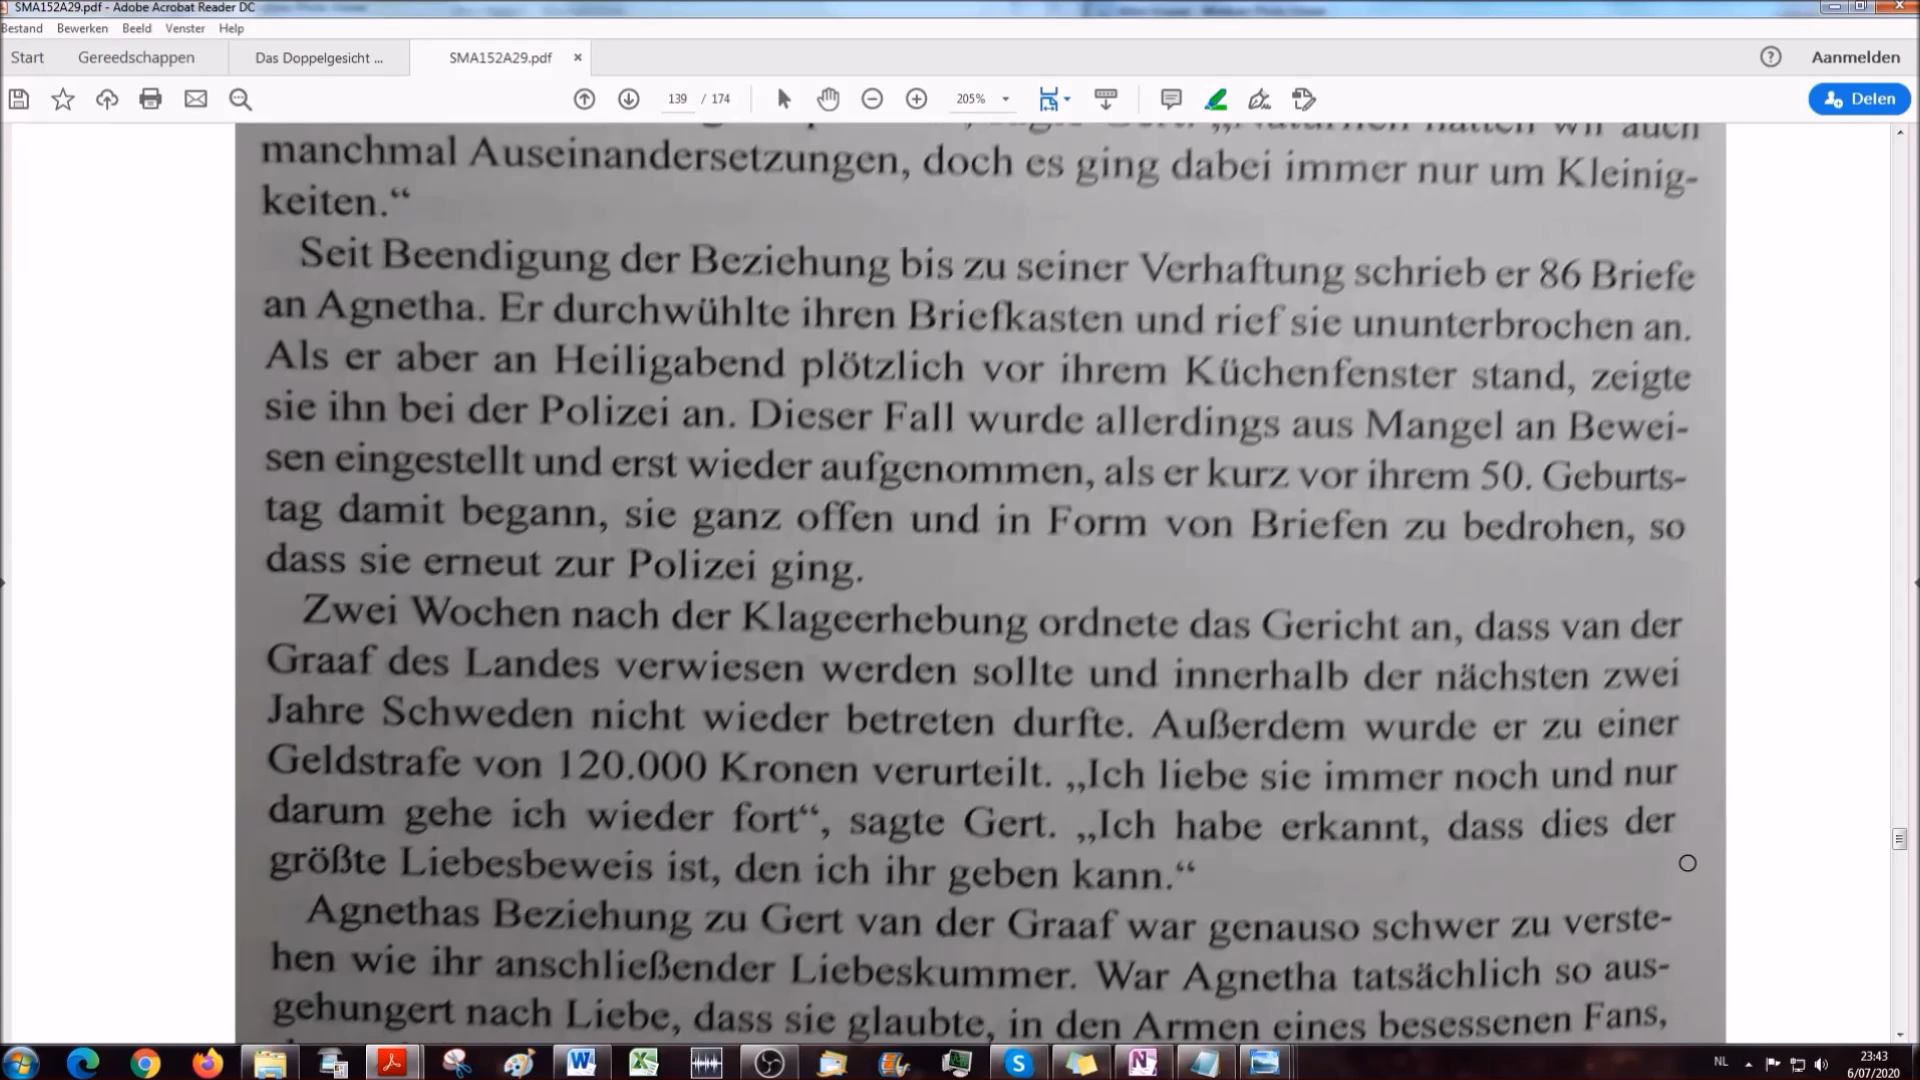 SMA152A29.pdf - Adobe Acrobat Reader DC
Bestand Bewerken Beeld Venster Help
Start Gereedschappen Das Doppelgesicht ... SMA152A29.pdf × ? Aanmelden
139 / 174 205% Delen
wir auch
manchmal Auseinandersetzungen, doch es ging dabei immer nur um Kleinig-
keiten.“
Seit Beendigung der Beziehung bis zu seiner Verhaftung schrieb er 86 Briefe
an Agnetha. Er durchwühlte ihren Briefkasten und rief sie ununterbrochen an.
Als er aber an Heiligabend plötzlich vor ihrem Küchenfenster stand, zeigte
sie ihn bei der Polizei an. Dieser Fall wurde allerdings aus Mangel an Bewei-
sen eingestellt und erst wieder aufgenommen, als er kurz vor ihrem 50. Geburts-
tag damit begann, sie ganz offen und in Form von Briefen zu bedrohen, so
dass sie erneut zur Polizei ging.
Zwei Wochen nach der Klageerhebung ordnete das Gericht an, dass van der
Graaf des Landes verwiesen werden sollte und innerhalb der nächsten zwei
Jahre Schweden nicht wieder betreten durfte. Außerdem wurde er zu einer
Geldstrafe von 120.000 Kronen verurteilt. „Ich liebe sie immer noch und nur
darum gehe ich wieder fort“, sagte Gert. „Ich habe erkannt, dass dies der
größte Liebesbeweis ist, den ich ihr geben kann.“
Agnethas Beziehung zu Gert van der Graaf war genauso schwer zu verste-
hen wie ihr anschließender Liebeskummer. War Agnetha tatsächlich so aus-
gehungert nach Liebe, dass sie glaubte, in den Armen eines besessenen Fans,
NL 23:43
6/07/2020